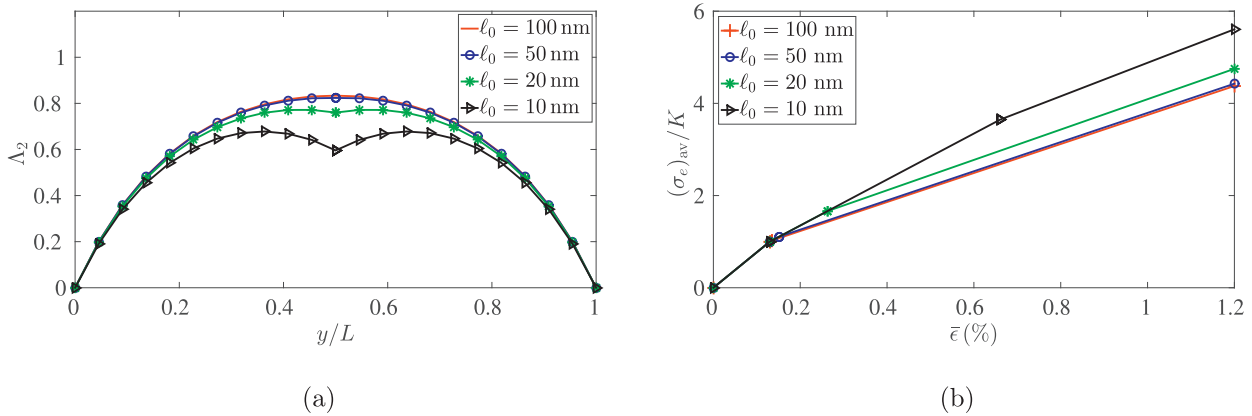 1
0.8
0.6
0.4
0.2
0
Λ₂
0 0.2 0.4 0.6 0.8 1
y/L
ℓ₀ = 100 nm
ℓ₀ = 50 nm
ℓ₀ = 20 nm
ℓ₀ = 10 nm
(a)
6
4
2
0
(σₑ)ₐᵥ/K
0 0.2 0.4 0.6 0.8 1 1.2
ε̄ (%)
ℓ₀ = 100 nm
ℓ₀ = 50 nm
ℓ₀ = 20 nm
ℓ₀ = 10 nm
(b)